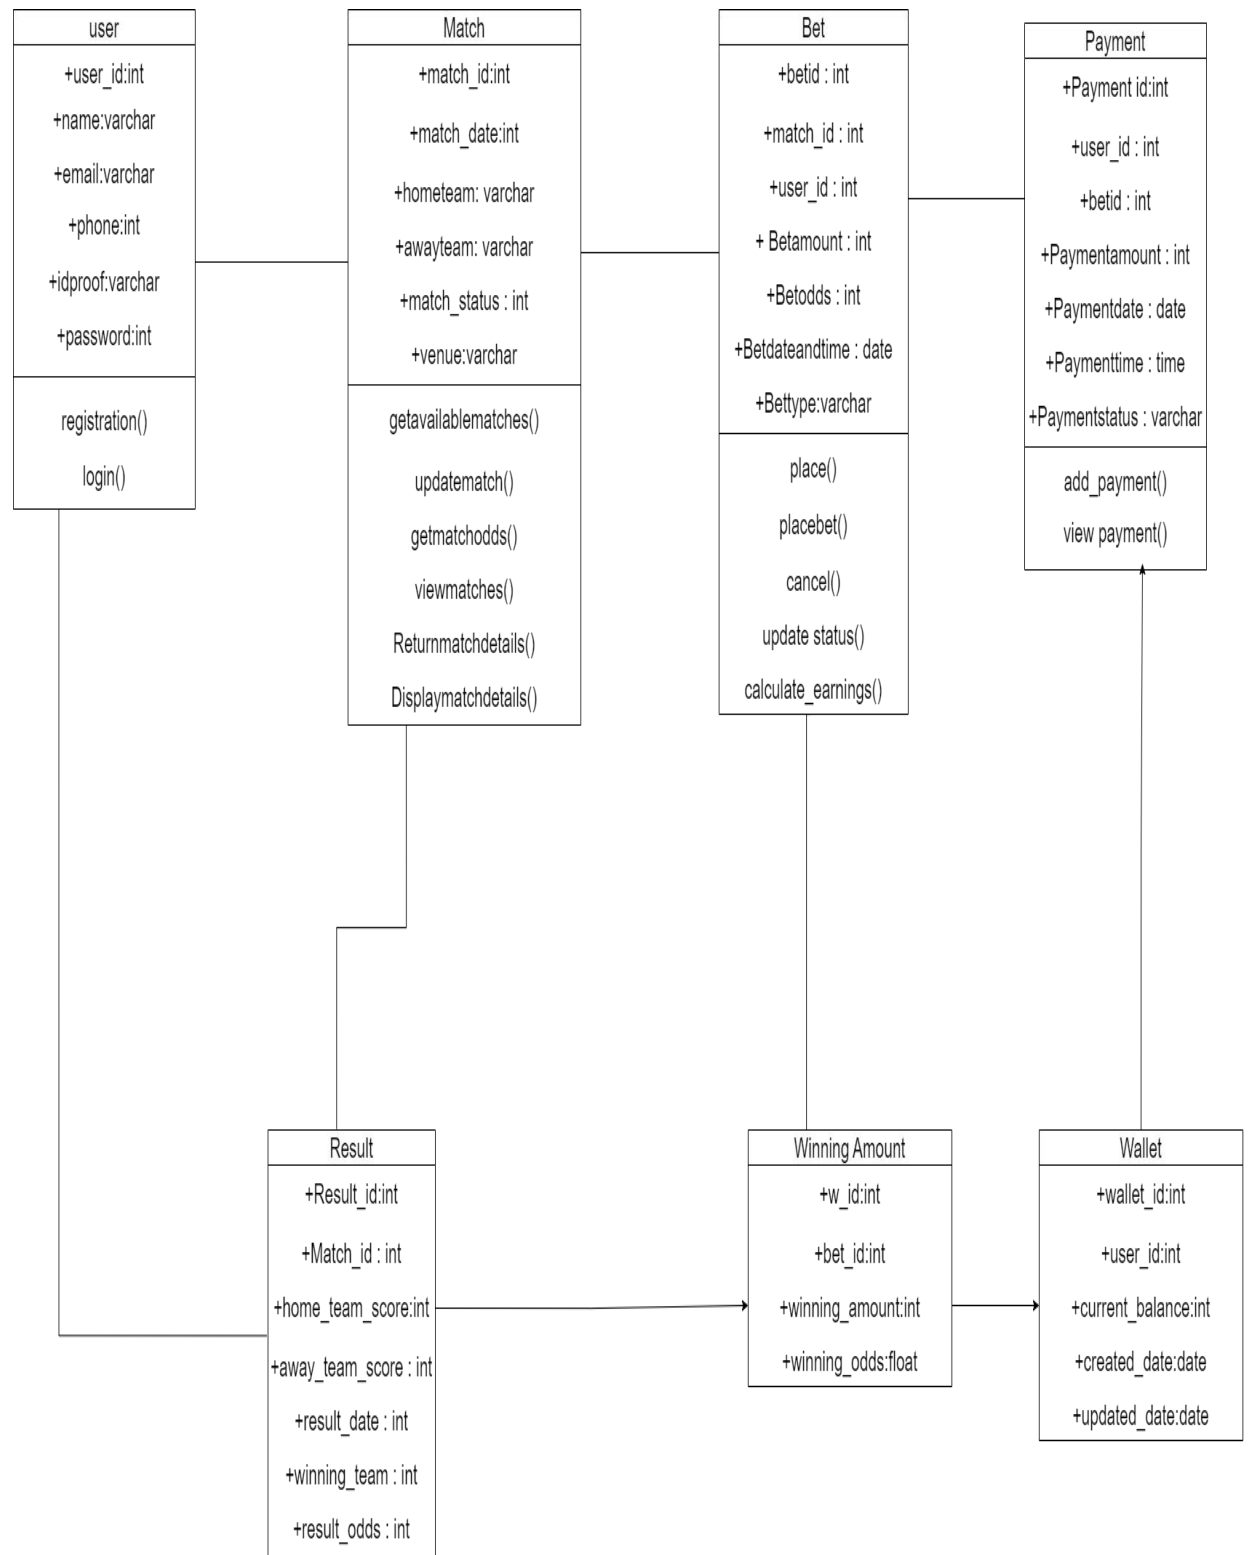 user
+user_id:int
+name:varchar
+email:varchar
+phone:int
+idproof:varchar
+password:int
registration()
login()
Match
+match_id:int
+match_date:int
+hometeam: varchar
+awayteam: varchar
+match_status : int
+venue:varchar
getavailablematches()
updatematch()
getmatchodds()
viewmatches()
Returnmatchdetails()
Displaymatchdetails()
Bet
+betid : int
+match_id : int
+user_id : int
+ Betamount : int
+Betodds : int
+Betdateandtime : date
+Bettype:varchar
place()
placebet()
cancel()
update status()
calculate_earnings()
Payment
+Payment id:int
+user_id : int
+betid : int
+Paymentamount : int
+Paymentdate : date
+Paymenttime : time
+Paymentstatus : varchar
add_payment()
view payment()
Result
+Result_id:int
+Match_id : int
+home_team_score:int
+away_team_score : int
+result_date : int
+winning_team : int
+result_odds : int
Winning Amount
+w_id:int
+bet_id:int
+winning_amount:int
+winning_odds:float
Wallet
+wallet_id:int
+user_id:int
+current_balance:int
+created_date:date
+updated_date:date